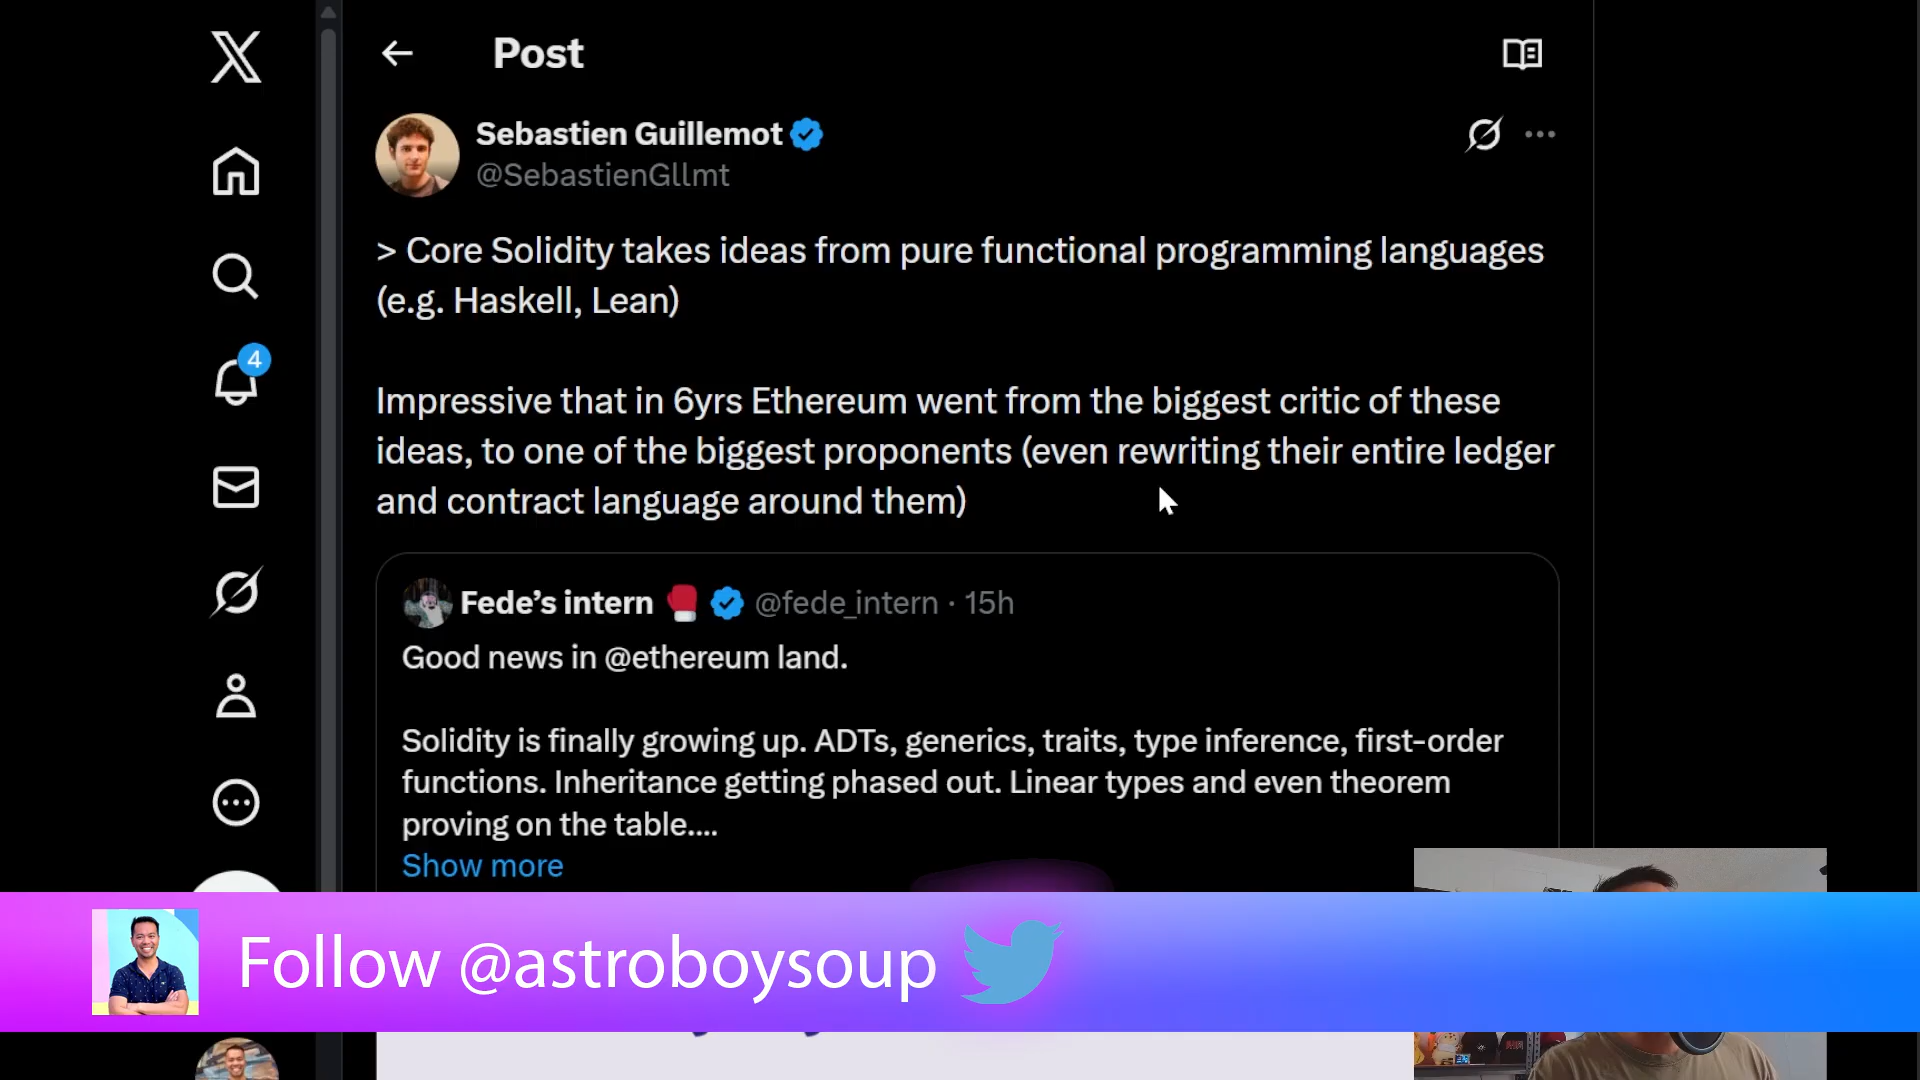 Post
Sebastien Guillemot
@SebastienGllmt
> Core Solidity takes ideas from pure functional programming languages
(e.g. Haskell, Lean)
4
Impressive that in 6yrs Ethereum went from the biggest critic of these
ideas, to one of the biggest proponents (even rewriting their entire ledger
and contract language around them)
Fede’s intern @fede_intern · 15h
Good news in @ethereum land.
Solidity is finally growing up. ADTs, generics, traits, type inference, first-order
functions. Inheritance getting phased out. Linear types and even theorem
proving on the table....
Show more
Follow @astroboysoup